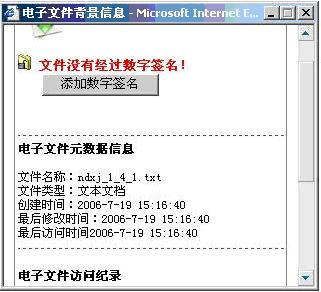 电子文件背景信息 - Microsoft Internet E...
文件没有经过数字签名！
添加数字签名
电子文件元数据信息
文件名称：ndxj_1_4_1.txt
文件类型：文本文档
创建时间：2006-7-19 15:16:40
最后修改时间：2006-7-19 15:16:40
最后访问时间2006-7-19 15:16:40
电子文件访问纪录